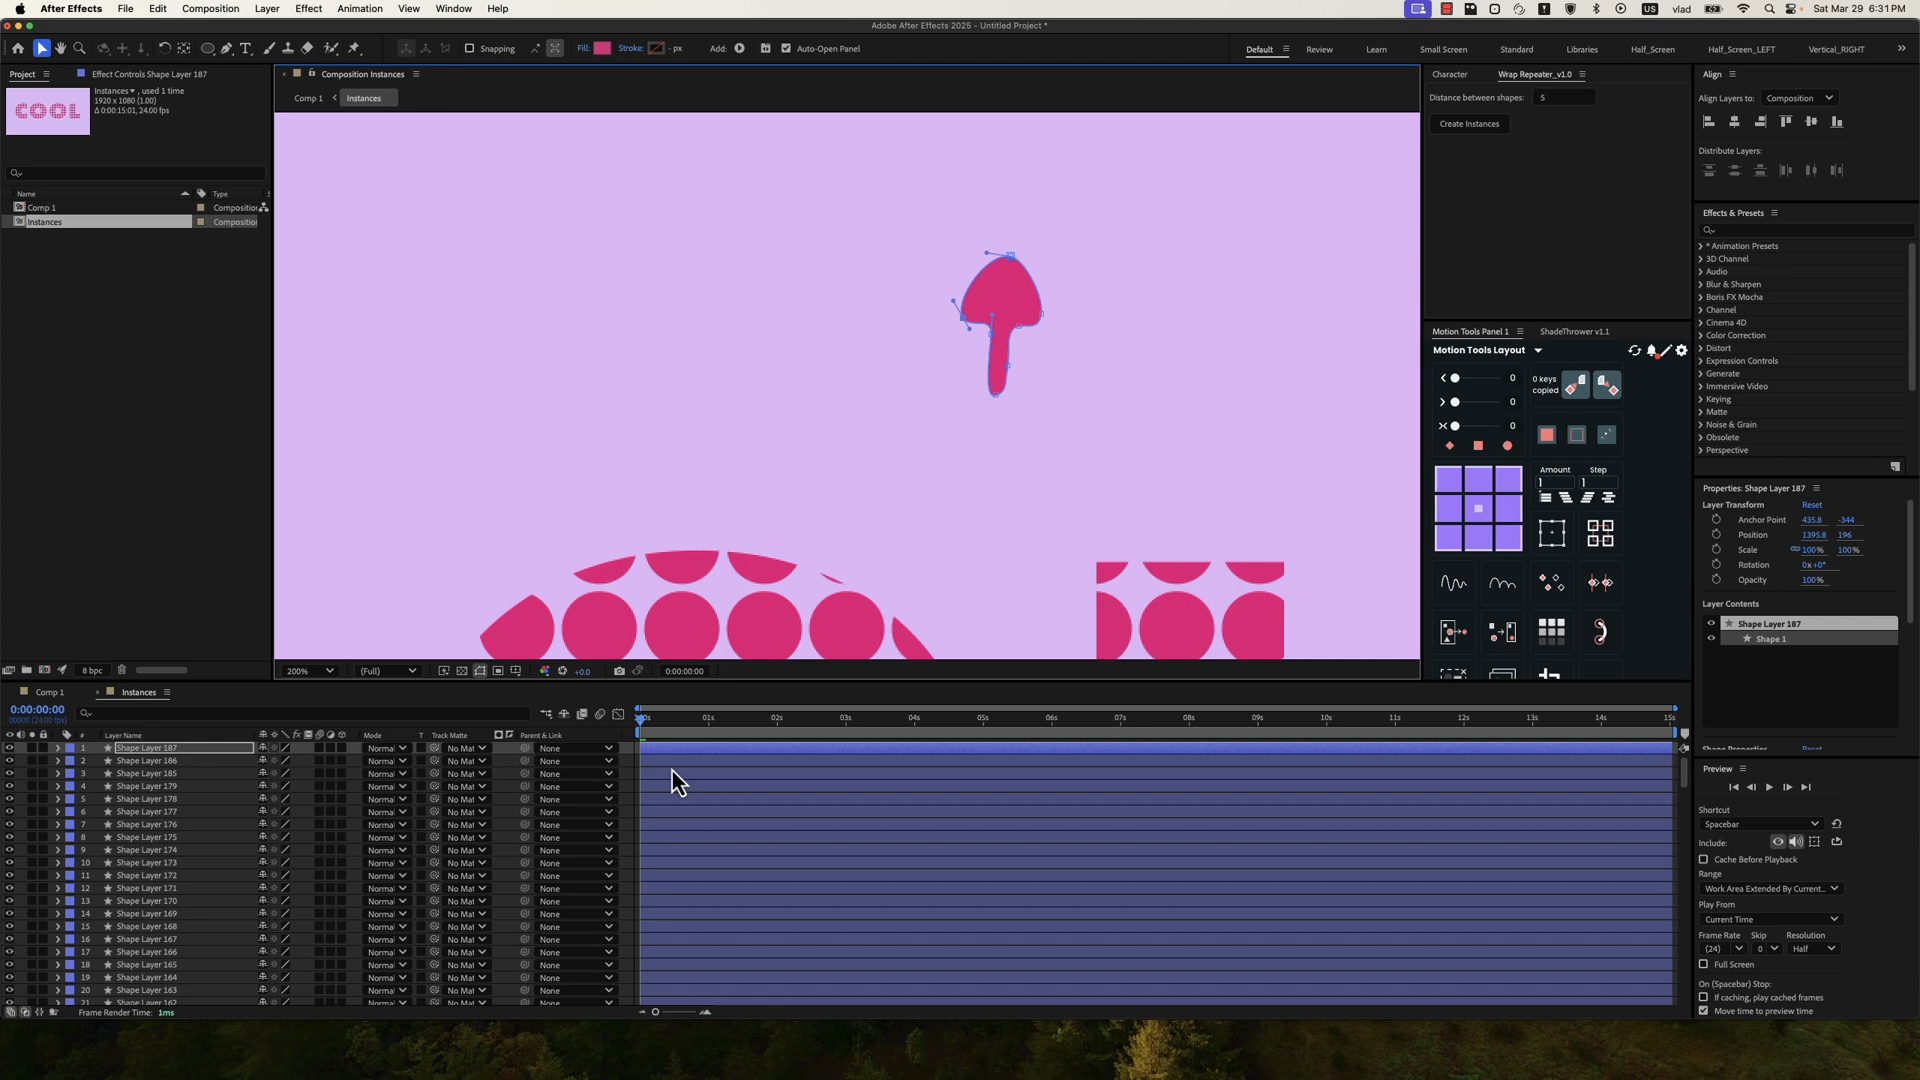 After Effects File Edit Composition Layer Effect Animation View Window Help
US vlad Sat Mar 29 6:31PM
Adobe After Effects 2025 - Untitled Project *
Snapping Fill: Stroke: - px Add: Auto-Open Panel Default Review Learn Small Screen Standard Libraries Half_Screen Half_Screen_LEFT Vertical_RIGHT
Project Effect Controls Shape Layer 187
COOL
Instances , used 1 time
1920 x 1080 (1.00)
Δ 0:00:15:01, 24.00 fps
Name Type
Comp 1 Compositio
Instances Compositio
8 bpc
Composition Instances
Comp 1 Instances
200% (Full) +0.0 0:00:00:00
Character Wrap Repeater_v1.0
Distance between shapes: 5
Create Instances
Motion Tools Panel 1 ShadeThrower v1.1
Motion Tools Layout
0
0
0
0 keys
copied
Amount Step
1 1
Align
Align Layers to: Composition
Distribute Layers:
Effects & Presets
* Animation Presets
3D Channel
Audio
Blur & Sharpen
Boris FX Mocha
Channel
Cinema 4D
Color Correction
Distort
Expression Controls
Generate
Immersive Video
Keying
Matte
Noise & Grain
Obsolete
Perspective
Properties: Shape Layer 187
Layer Transform Reset
Anchor Point 435.8 -344
Position 1395.8 196
Scale 100% 100%
Rotation 0x+0°
Opacity 100%
Layer Contents
Shape Layer 187
Shape 1
Shape Properties Reset
Preview
Shortcut
Spacebar
Include:
Cache Before Playback
Range
Work Area Extended By Current...
Play From
Current Time
Frame Rate Skip Resolution
(24) 0 Half
Full Screen
On (Spacebar) Stop:
If caching, play cached frames
Move time to preview time
Comp 1 Instances
0:00:00:00
00000 (24.00 fps)
01s 02s 03s 04s 05s 06s 07s 08s 09s 10s 11s 12s 13s 14s 15s
# Layer Name Mode T Track Matte Parent & Link
1 Shape Layer 187 Normal No Mat None
2 Shape Layer 186 Normal No Mat None
3 Shape Layer 185 Normal No Mat None
4 Shape Layer 179 Normal No Mat None
5 Shape Layer 178 Normal No Mat None
6 Shape Layer 177 Normal No Mat None
7 Shape Layer 176 Normal No Mat None
8 Shape Layer 175 Normal No Mat None
9 Shape Layer 174 Normal No Mat None
10 Shape Layer 173 Normal No Mat None
11 Shape Layer 172 Normal No Mat None
12 Shape Layer 171 Normal No Mat None
13 Shape Layer 170 Normal No Mat None
14 Shape Layer 169 Normal No Mat None
15 Shape Layer 168 Normal No Mat None
16 Shape Layer 167 Normal No Mat None
17 Shape Layer 166 Normal No Mat None
18 Shape Layer 165 Normal No Mat None
19 Shape Layer 164 Normal No Mat None
20 Shape Layer 163 Normal No Mat None
21 Shape Layer 162 Normal No Mat None
Frame Render Time: 1ms